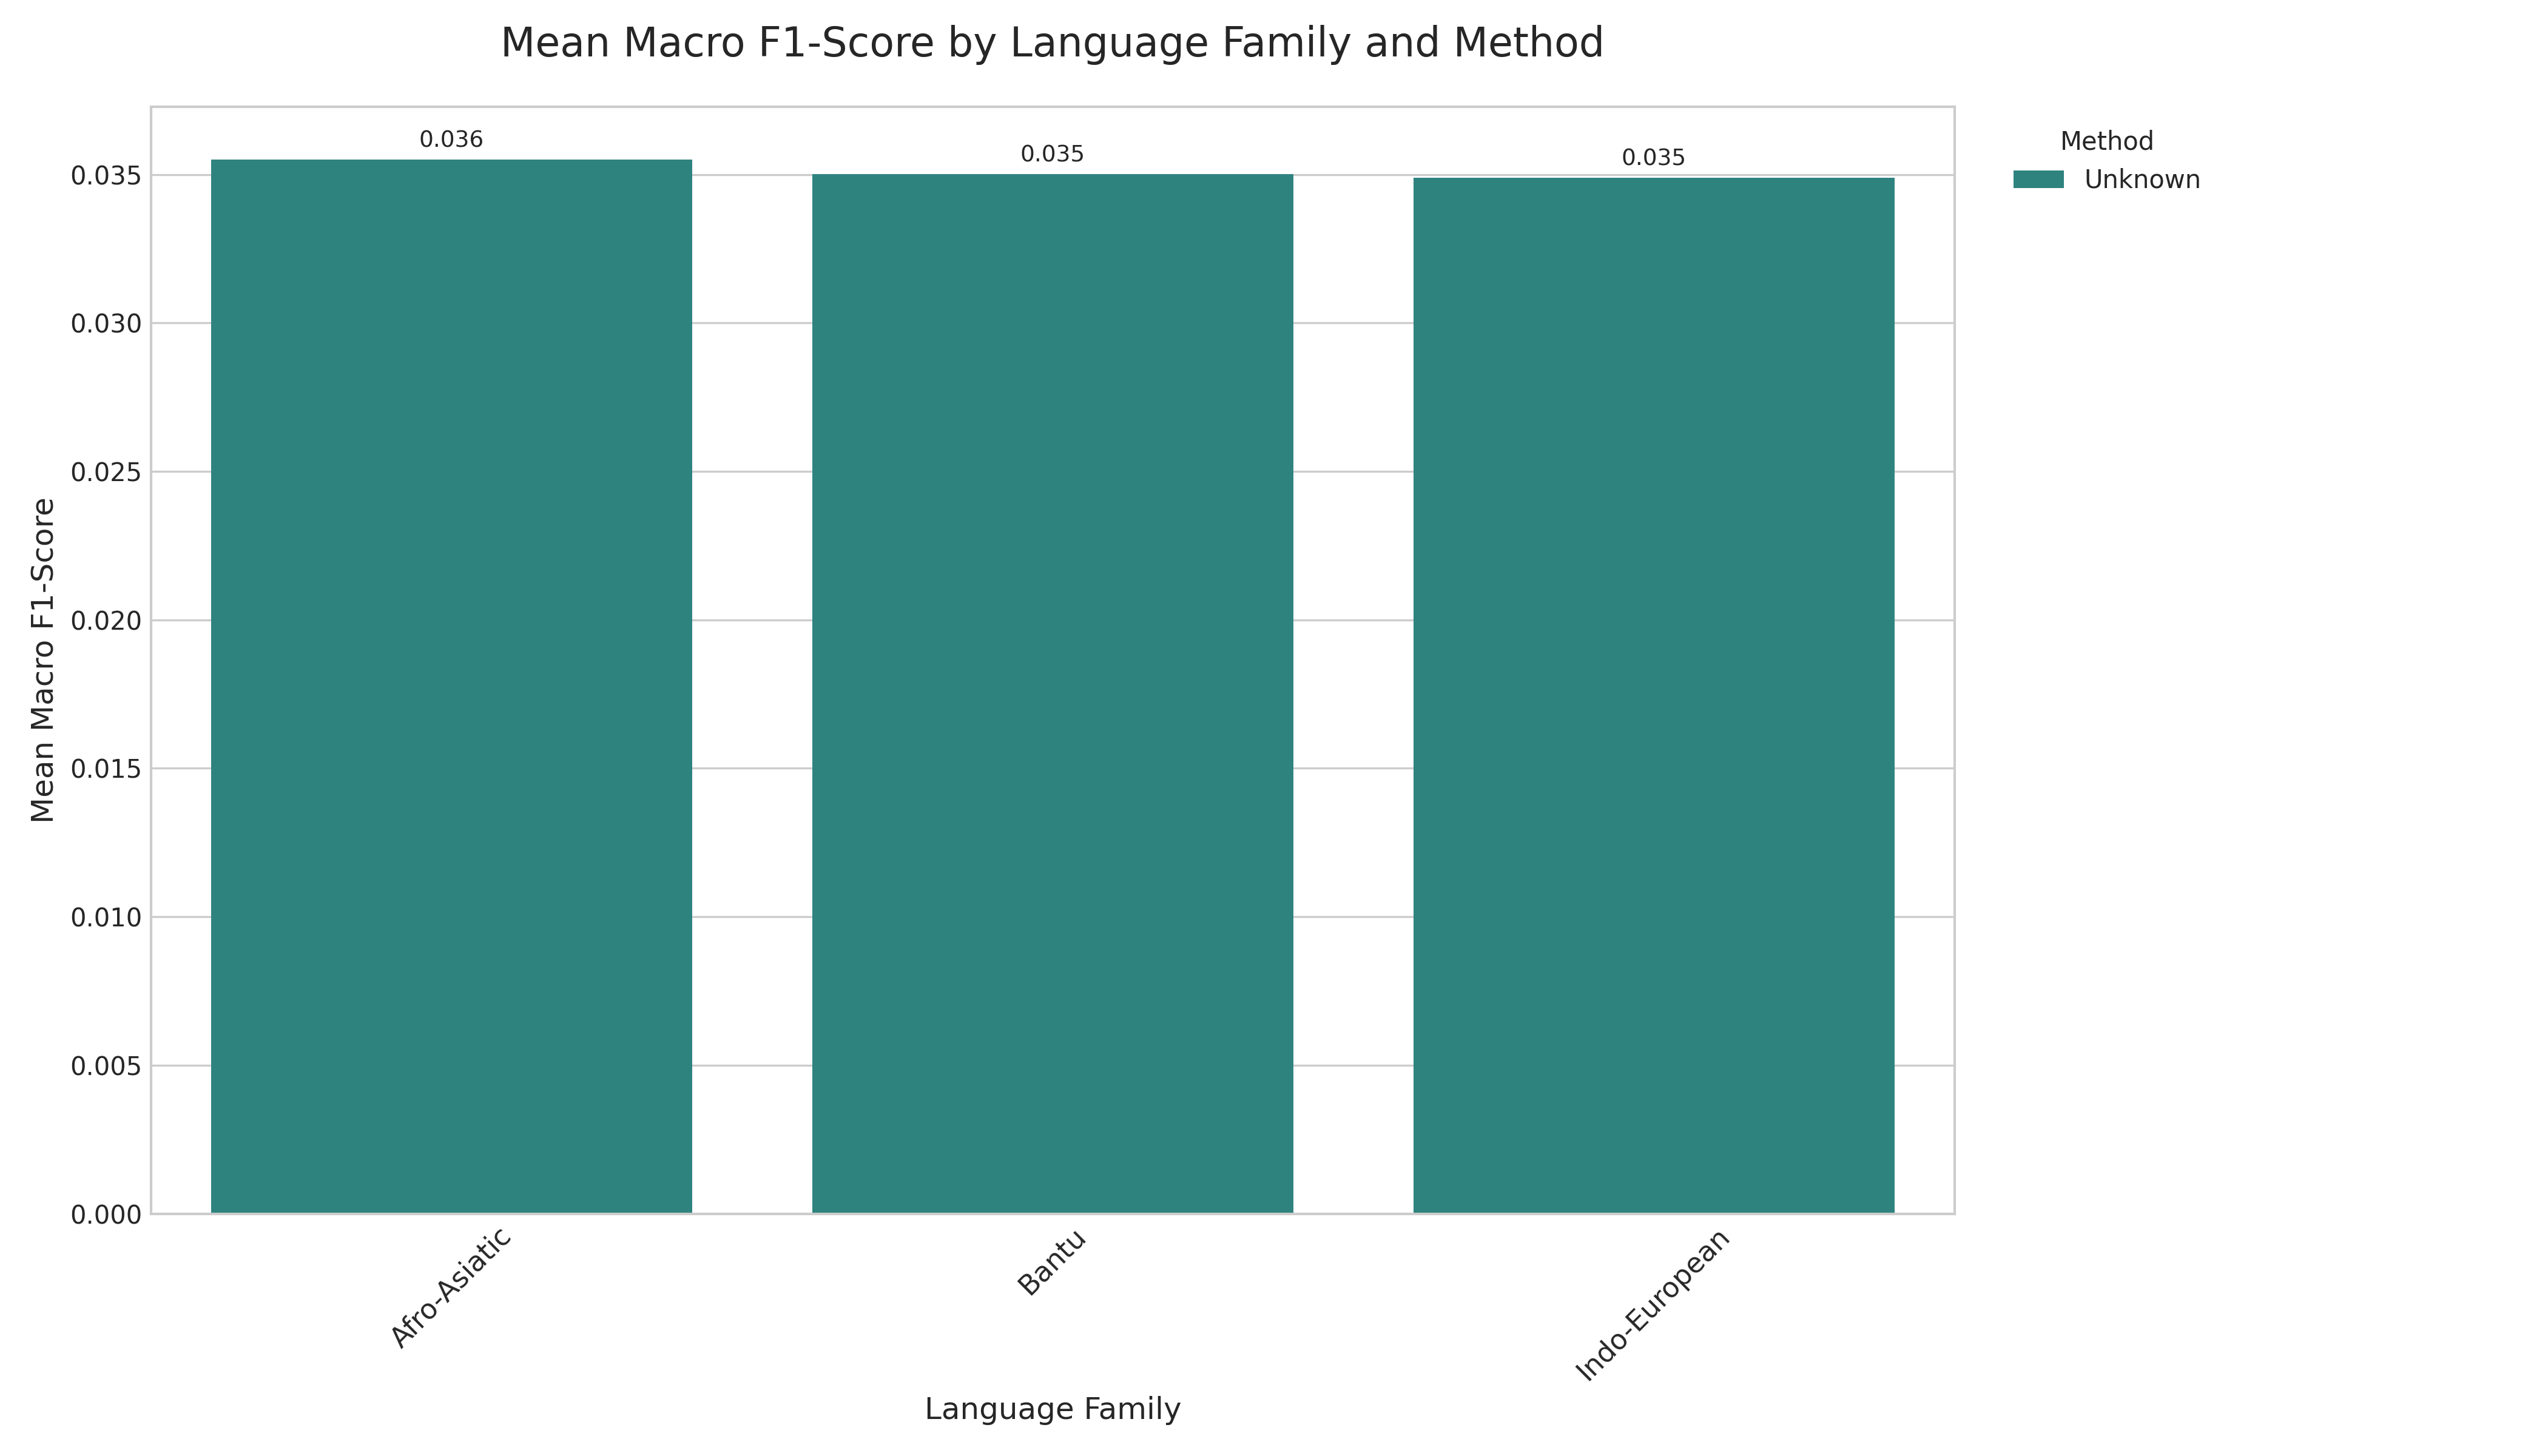 Mean Macro F1-Score by Language Family and Method
0.036
0.035
0.035
Method
Unknown
0.035
0.030
0.025
0.020
0.015
0.010
0.005
0.000
Mean Macro F1-Score
Afro-Asiatic
Bantu
Indo-European
Language Family